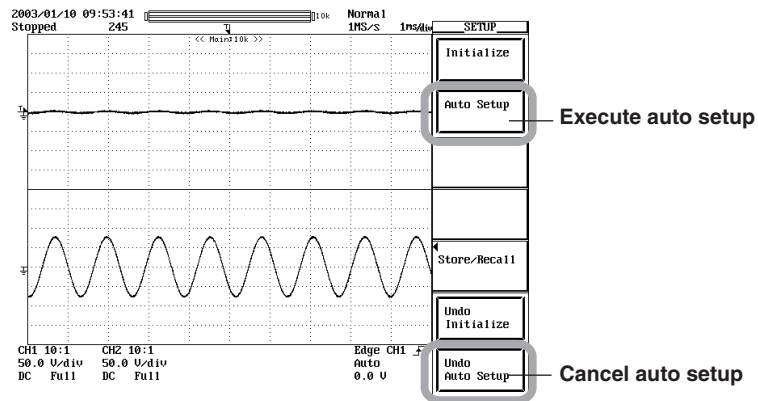 2003/01/10 09:53:41 10k Normal
Stopped 245 1MS/s 1ms/div
<< Main:10k >>
SETUP
Initialize
Auto Setup
Execute auto setup
Store/Recall
Undo
Initialize
Undo
Auto Setup
Cancel auto setup
CH1 10:1 CH2 10:1 Edge CH1
50.0 V/div 50.0 V/div Auto
DC Full DC Full 0.0 V